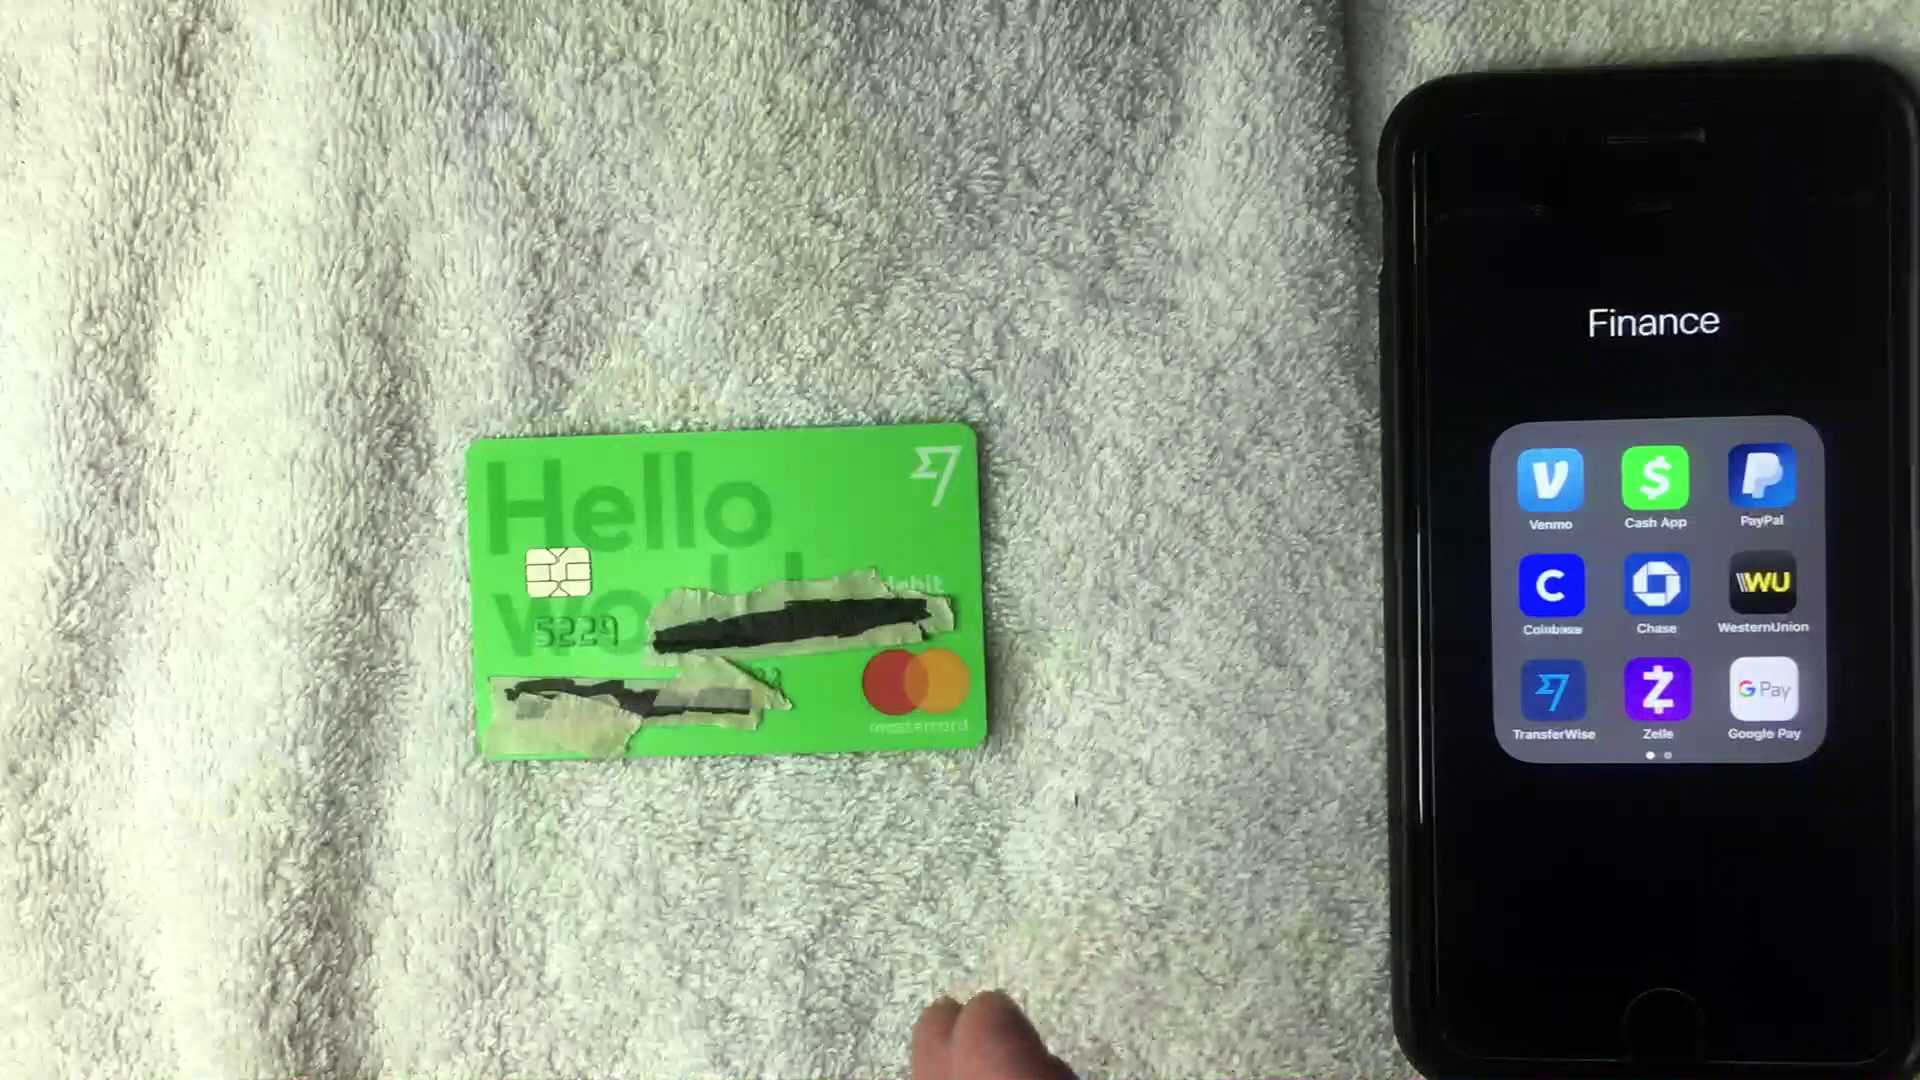 Hello
world
debit
5229
mastercard
Finance
Venmo
Cash App
PayPal
Coinbase
Chase
WU
WesternUnion
TransferWise
Zelle
G Pay
Google Pay